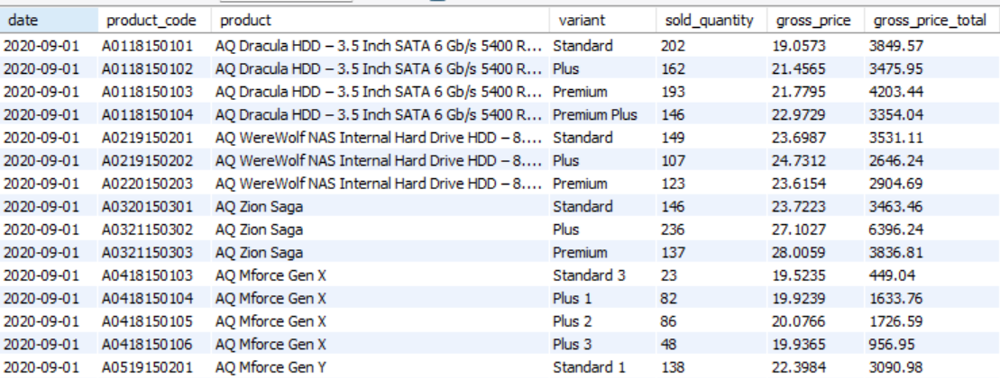 date product_code product variant sold_quantity gross_price gross_price_total
2020-09-01 A0118150101 AQ Dracula HDD – 3.5 Inch SATA 6 Gb/s 5400 R... Standard 202 19.0573 3849.57
2020-09-01 A0118150102 AQ Dracula HDD – 3.5 Inch SATA 6 Gb/s 5400 R... Plus 162 21.4565 3475.95
2020-09-01 A0118150103 AQ Dracula HDD – 3.5 Inch SATA 6 Gb/s 5400 R... Premium 193 21.7795 4203.44
2020-09-01 A0118150104 AQ Dracula HDD – 3.5 Inch SATA 6 Gb/s 5400 R... Premium Plus 146 22.9729 3354.04
2020-09-01 A0219150201 AQ WereWolf NAS Internal Hard Drive HDD – 8.... Standard 149 23.6987 3531.11
2020-09-01 A0219150202 AQ WereWolf NAS Internal Hard Drive HDD – 8.... Plus 107 24.7312 2646.24
2020-09-01 A0220150203 AQ WereWolf NAS Internal Hard Drive HDD – 8.... Premium 123 23.6154 2904.69
2020-09-01 A0320150301 AQ Zion Saga Standard 146 23.7223 3463.46
2020-09-01 A0321150302 AQ Zion Saga Plus 236 27.1027 6396.24
2020-09-01 A0321150303 AQ Zion Saga Premium 137 28.0059 3836.81
2020-09-01 A0418150103 AQ Mforce Gen X Standard 3 23 19.5235 449.04
2020-09-01 A0418150104 AQ Mforce Gen X Plus 1 82 19.9239 1633.76
2020-09-01 A0418150105 AQ Mforce Gen X Plus 2 86 20.0766 1726.59
2020-09-01 A0418150106 AQ Mforce Gen X Plus 3 48 19.9365 956.95
2020-09-01 A0519150201 AQ Mforce Gen Y Standard 1 138 22.3984 3090.98